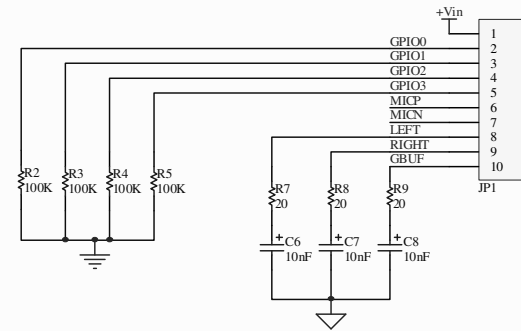 +Vin
1
GPIO0 2
GPIO1 3
GPIO2 4
GPIO3 5
MICP 6
MICN 7
LEFT 8
RIGHT 9
GBUF 10
JP1
R2 R3 R4 R5
100K 100K 100K 100K
R7 R8 R9
20 20 20
+ C6 + C7 + C8
10nF 10nF 10nF